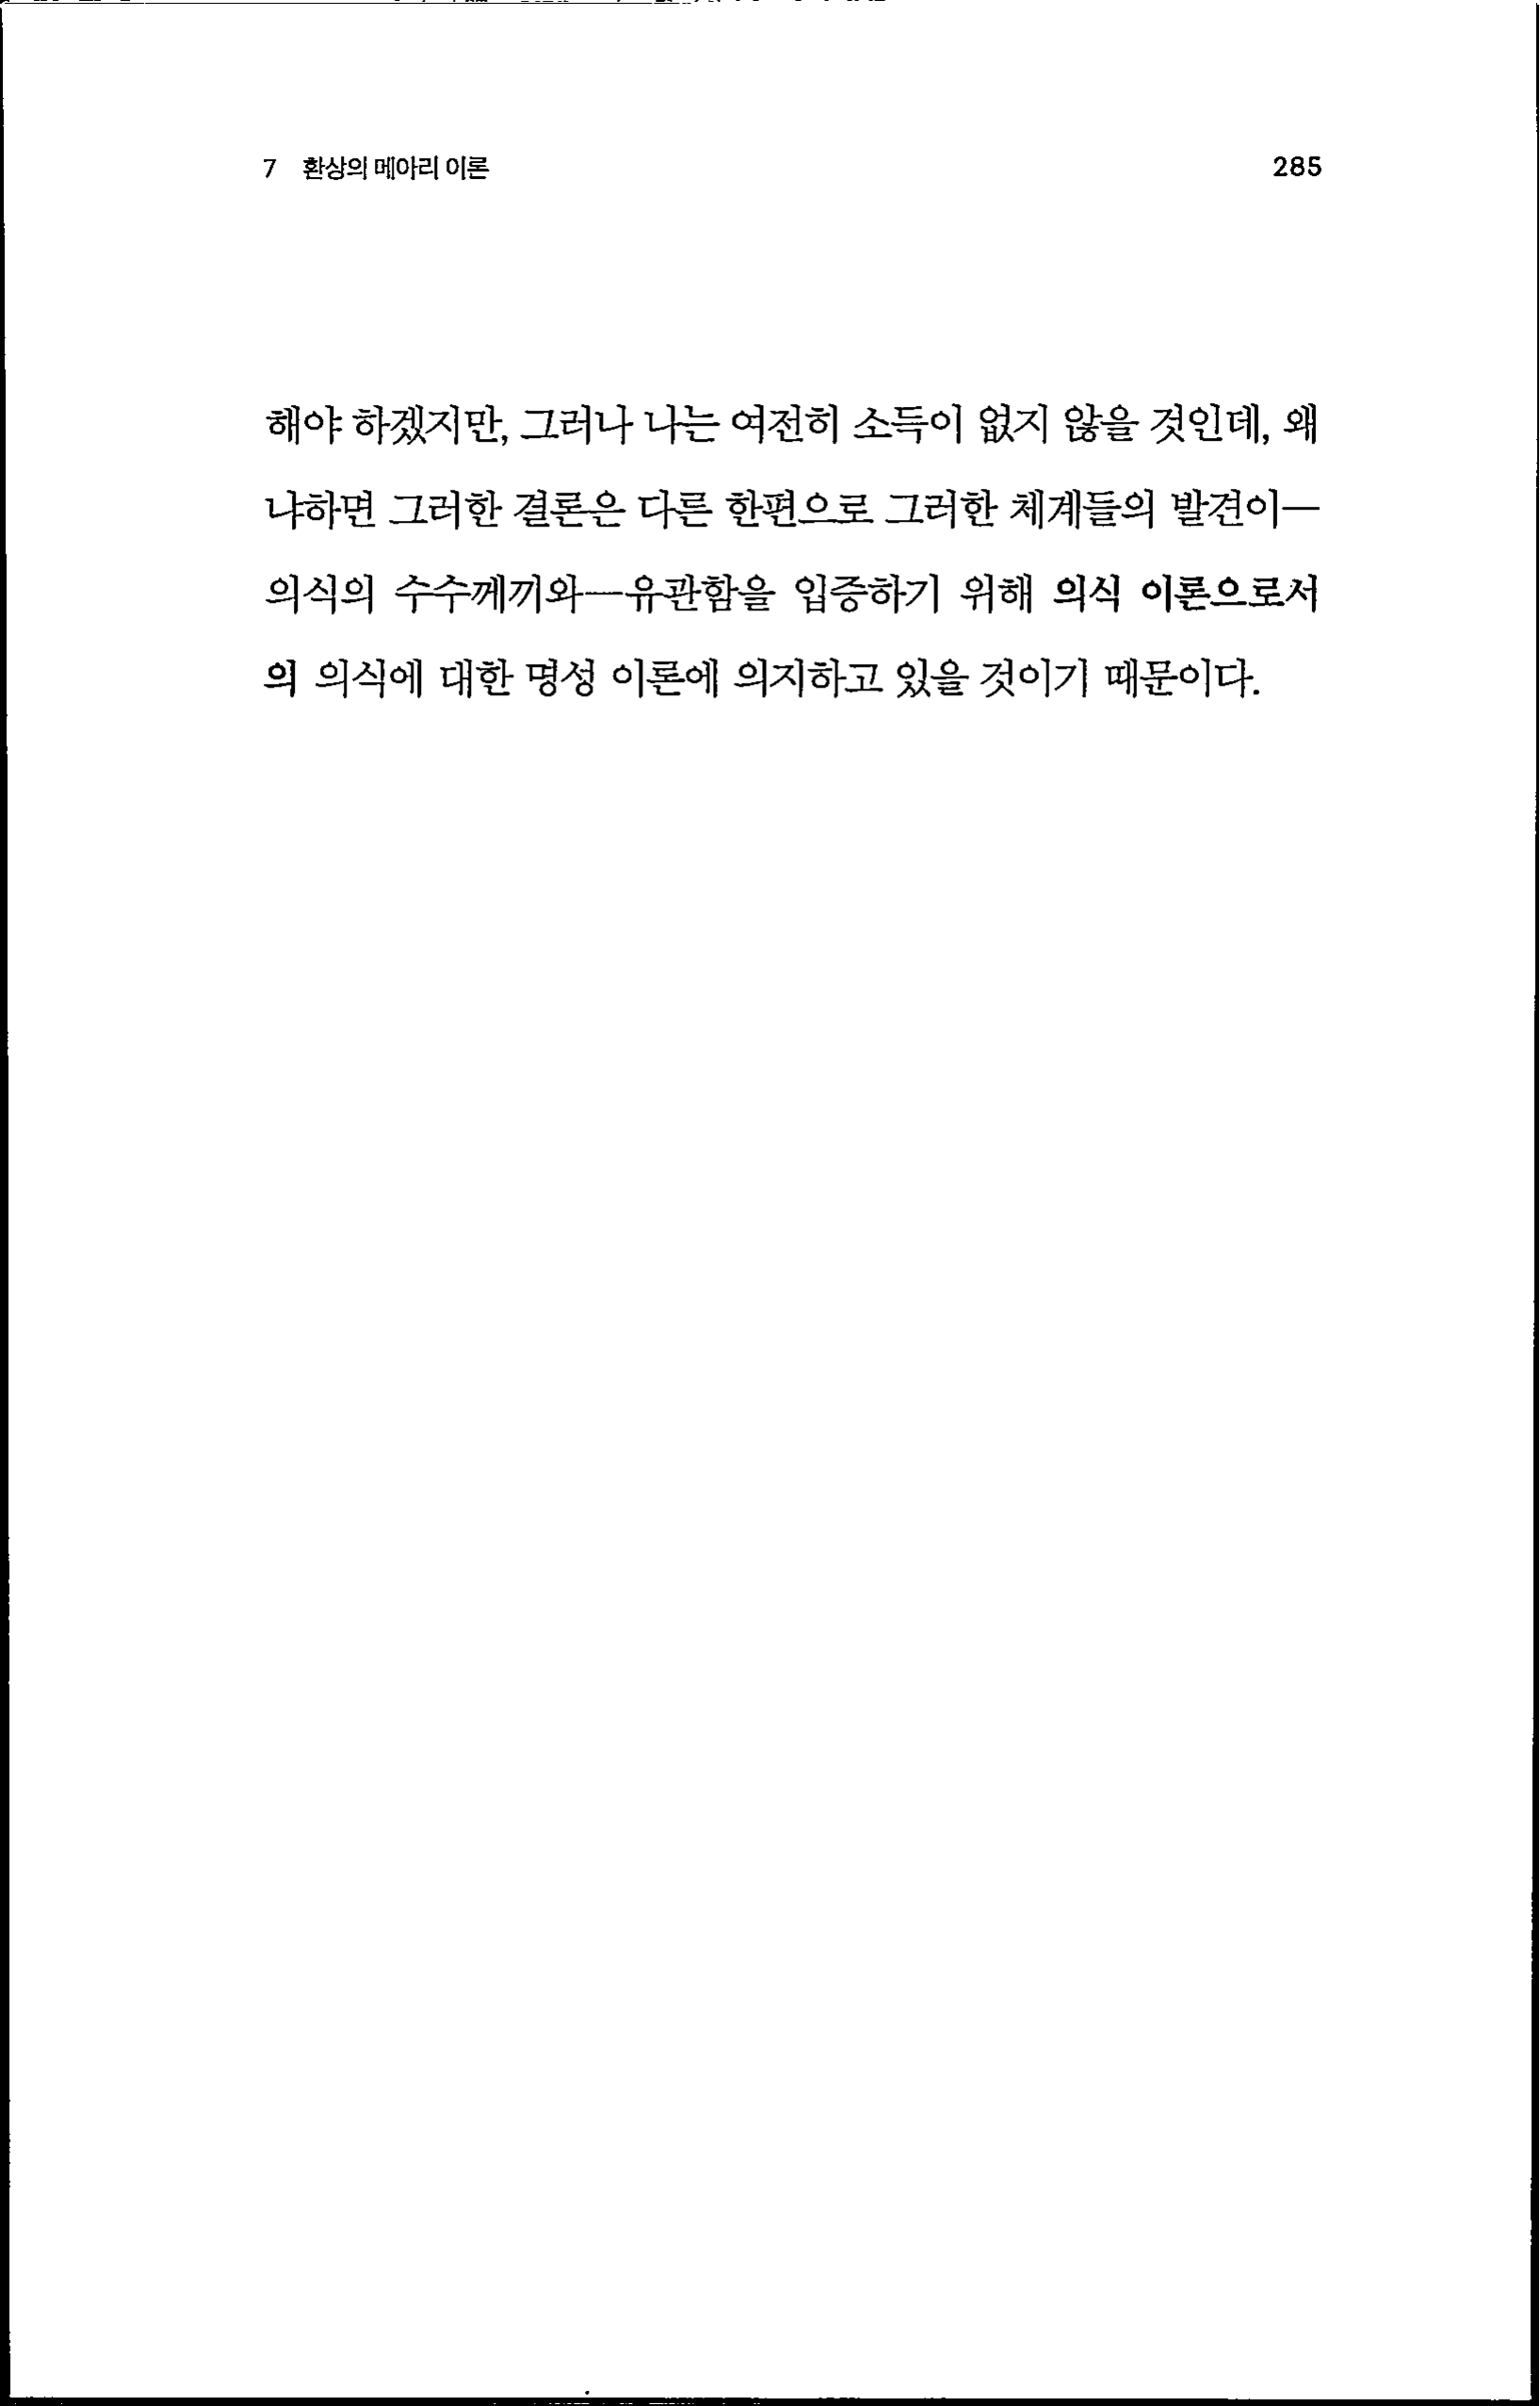 7 환상의 메아리 이론 285
해야 하겠지만, 그러나 나는 여전히 소득이 없지 않을 것인데, 왜
냐하면 그러한 결론은 다른 한편으로 그러한 체계들의 발견이—
의식의 수수께끼와—유관함을 입증하기 위해 의식 이론으로서
의 의식에 대한 명성 이론에 의지하고 있을 것이기 때문이다.